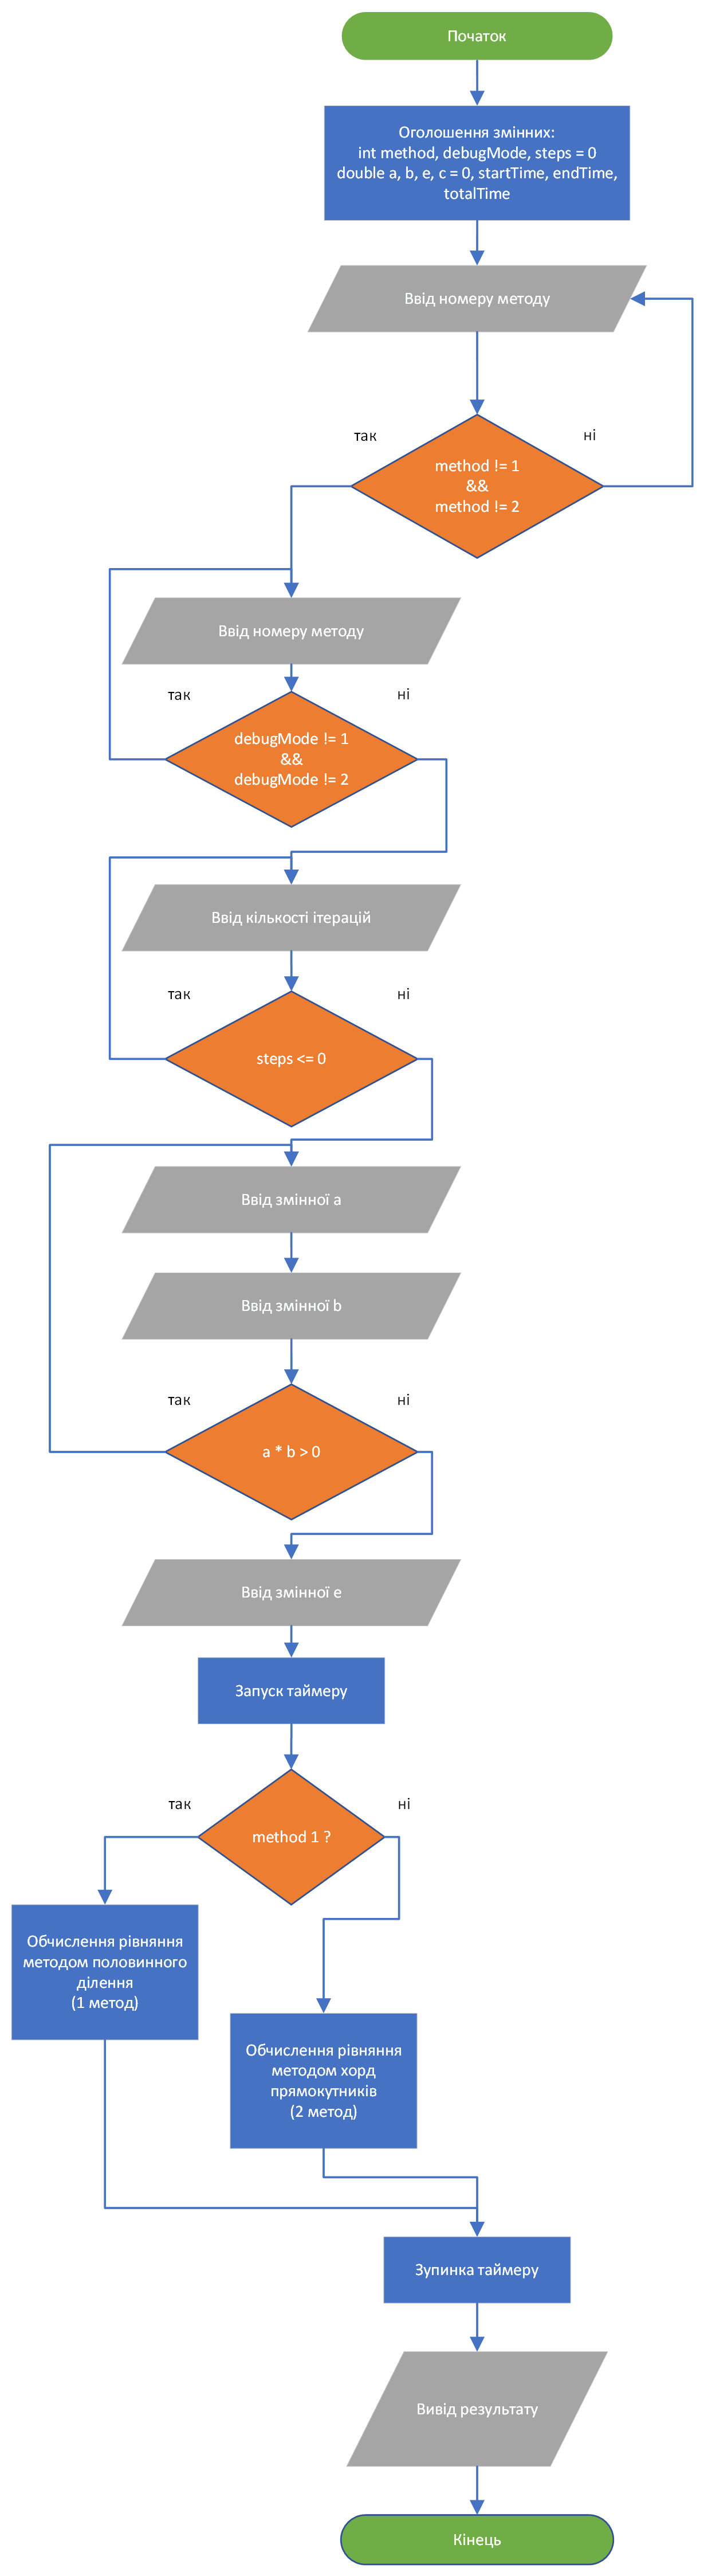 Початок
Оголошення змінних:
int method, debugMode, steps = 0
double a, b, e, c = 0, startTime, endTime,
totalTime
Ввід номеру методу
так
ні
method != 1
&&
method != 2
Ввід номеру методу
так
ні
debugMode != 1
&&
debugMode != 2
Ввід кількості ітерацій
так
ні
steps <= 0
Ввід змінної a
Ввід змінної b
так
ні
a * b > 0
Ввід змінної e
Запуск таймеру
так
ні
method 1 ?
Обчислення рівняння
методом половинного
ділення
(1 метод)
Обчислення рівняння
методом хорд
прямокутників
(2 метод)
Зупинка таймеру
Вивід результату
Кінець